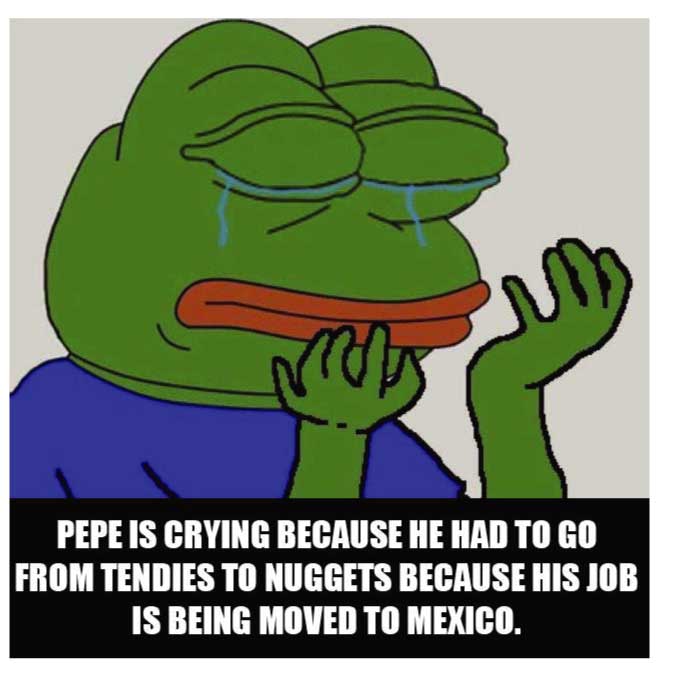 PEPE IS CRYING BECAUSE HE HAD TO GO
FROM TENDIES TO NUGGETS BECAUSE HIS JOB
IS BEING MOVED TO MEXICO.